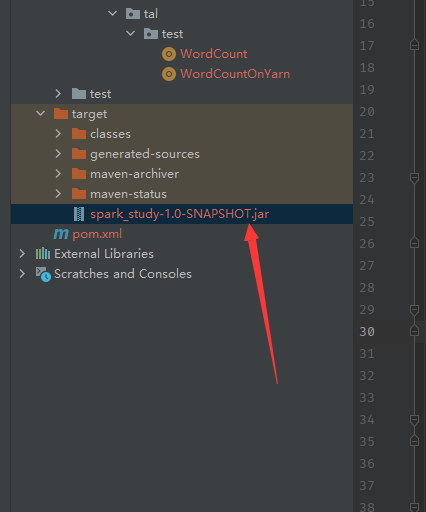 tal
test
WordCount
WordCountOnYarn
test
target
classes
generated-sources
maven-archiver
maven-status
spark_study-1.0-SNAPSHOT.jar
pom.xml
External Libraries
Scratches and Consoles
15
16
17
18
19
20
21
22
23
24
25
26
27
28
29
30
31
32
33
34
35
36
37
38